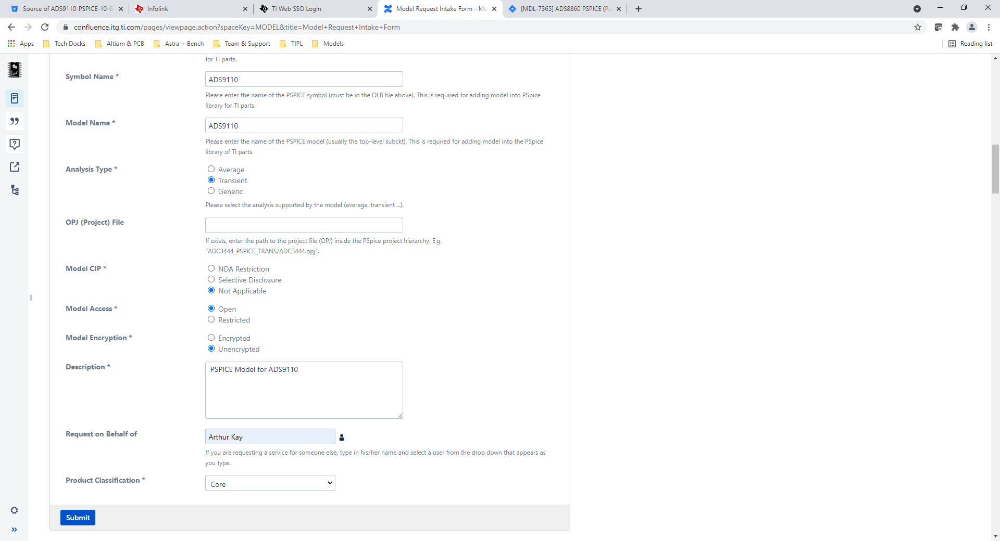 Source of ADS9110-PSPICE-10-6-
Infolink
TI Web SSO Login
Model Request Intake Form - Mo
[MDL-7365] ADS8860 PSPICE (Pu
confluence.itg.ti.com/pages/viewpage.action?spaceKey=MODEL&title=Model+Request+Intake+Form
Apps
Tech Docks
Altium & PCB
Astra + Bench
Team & Support
TIPL
Models
Reading list
for TI parts.
Symbol Name *
ADS9110
Please enter the name of the PSPICE symbol (must be in the OLB file above). This is required for adding model into PSpice
library for TI parts.
Model Name *
ADS9110
Please enter the name of the PSPICE model (usually the top-level subckt). This is required for adding model into the PSpice
library of TI parts.
Analysis Type *
Average
Transient
Generic
Please select the analysis supported by the model (average, transient ...).
OPJ (Project) File
If exists, enter the path to the project file (OPJ) inside the PSpice project hierarchy. E.g.
"ADC3444_PSPICE_TRANS/ADC3444.opj".
Model CIP *
NDA Restriction
Selective Disclosure
Not Applicable
Model Access *
Open
Restricted
Model Encryption *
Encrypted
Unencrypted
Description *
PSPICE Model for ADS9110
Request on Behalf of
Arthur Kay
If you are requesting a service for someone else, type in his/her name and select a user from the drop down that appears as
you type.
Product Classification *
Core
Submit